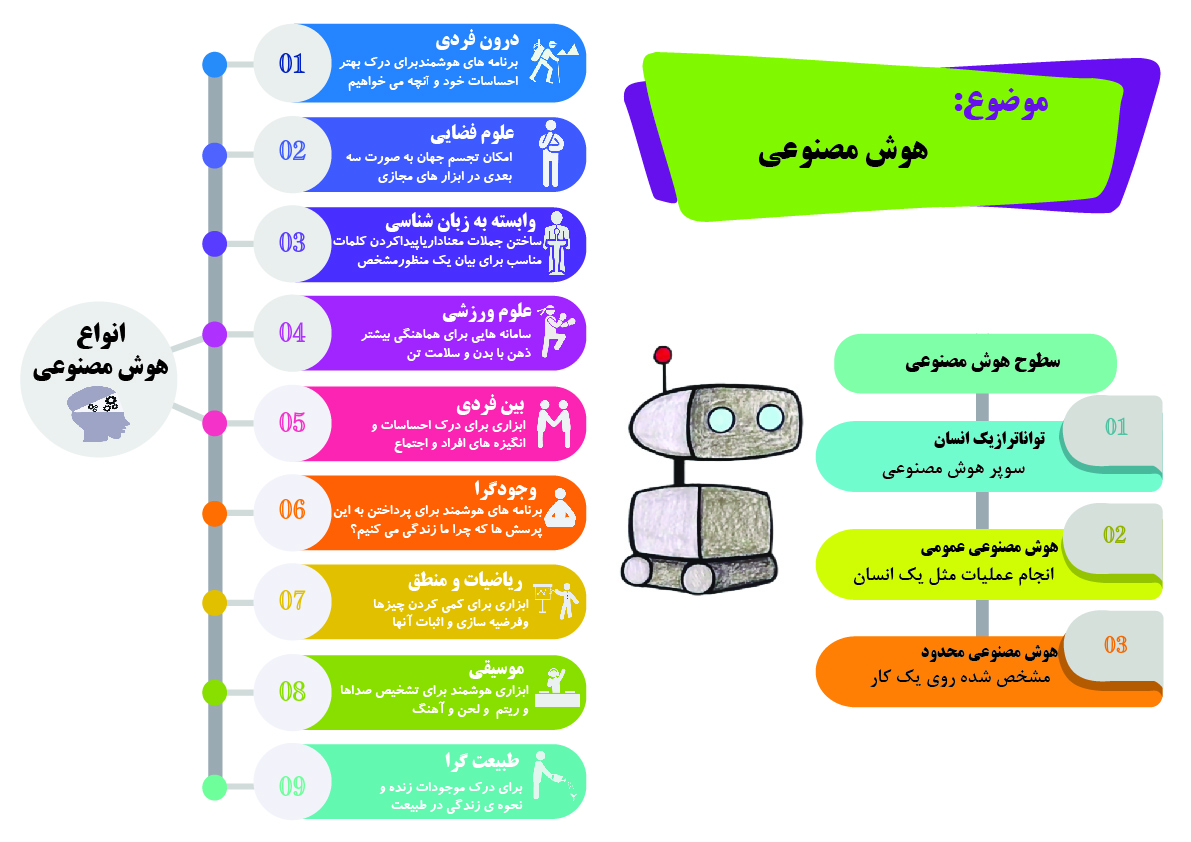 موضوع:
هوش مصنوعی
انواع
هوش مصنوعی
01
درون فردی
برنامه های هوشمندبرای درک بهتر
احساسات خود و آنچه می خواهیم
02
علوم فضایی
امکان تجسم جهان به صورت سه
بعدی در ابزار های مجازی
03
وابسته به زبان شناسی
ساختن جملات معناداریاپیداکردن کلمات
مناسب برای بیان یک منظورمشخص
04
علوم ورزشی
سامانه هایی برای هماهنگی بیشتر
ذهن با بدن و سلامت تن
05
بین فردی
ابزاری برای درک احساسات و
انگیزه های افراد و اجتماع
06
وجودگرا
برنامه های هوشمند برای پرداختن به این
پرسش ها که چرا ما زندگی می کنیم؟
07
ریاضیات و منطق
ابزاری برای کمی کردن چیزها
وفرضیه سازی و اثبات آنها
08
موسیقی
ابزاری هوشمند برای تشخیص صداها
و ریتم و لحن و آهنگ
09
طبیعت گرا
برای درک موجودات زنده و
نحوه ی زندگی در طبیعت
سطوح هوش مصنوعی
01
تواناترازیک انسان
سوپر هوش مصنوعی
02
هوش مصنوعی عمومی
انجام عملیات مثل یک انسان
03
هوش مصنوعی محدود
مشخص شده روی یک کار